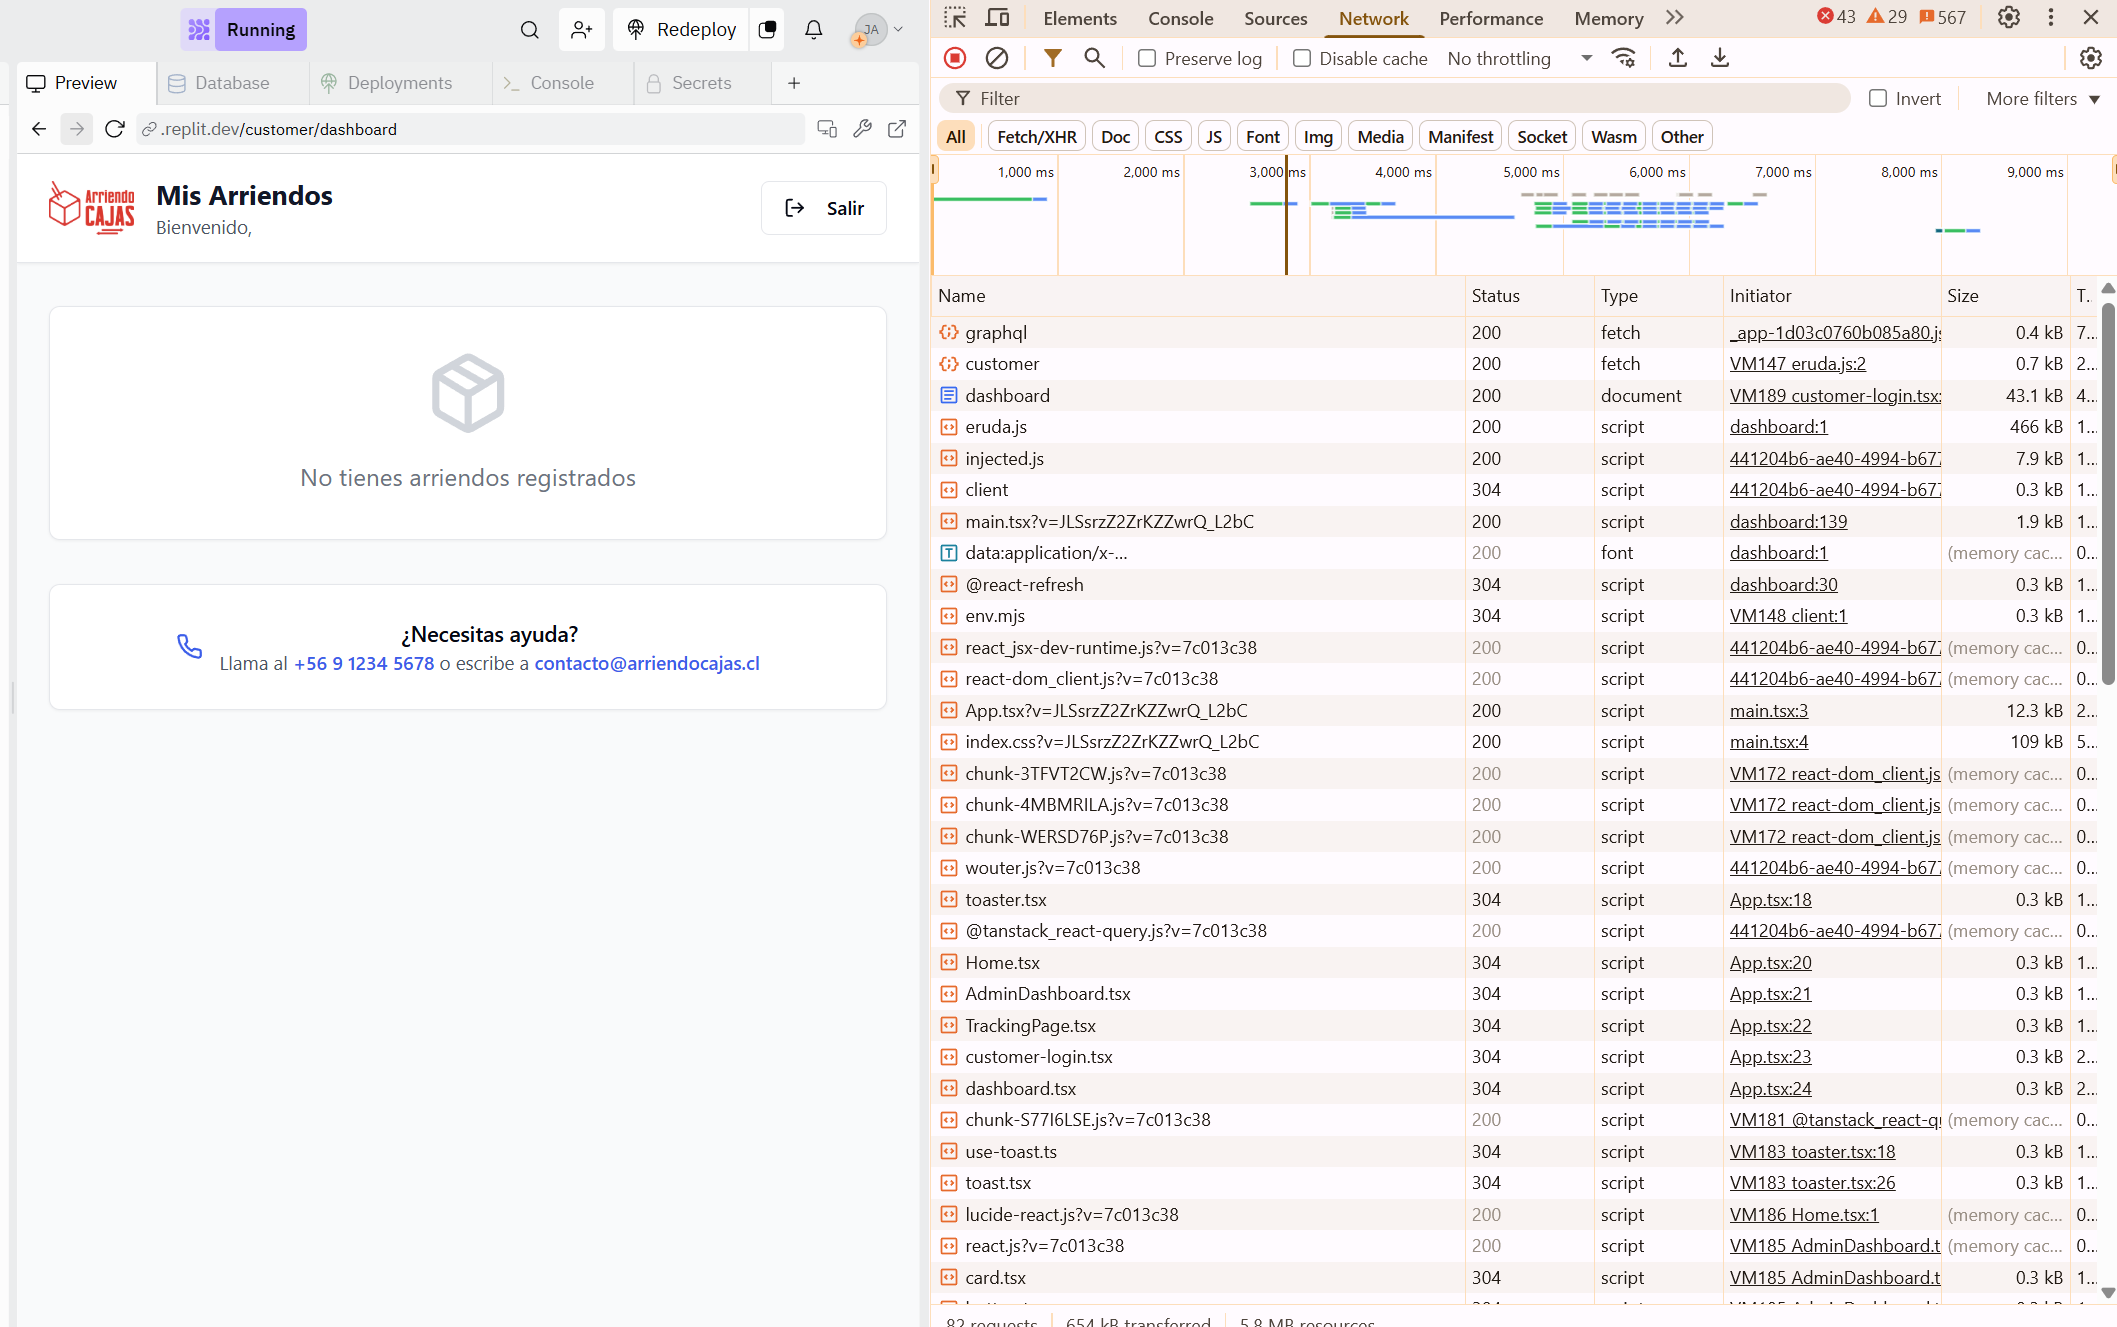 Running
Redeploy
JA
Preview
Database
Deployments
Console
Secrets
.replit.dev/customer/dashboard
Arriendo
CAJAS
Mis Arriendos
Bienvenido,
Salir
No tienes arriendos registrados
¿Necesitas ayuda?
Llama al +56 9 1234 5678 o escribe a contacto@arriendocajas.cl
Elements Console Sources Network Performance Memory 43 29 567
Preserve log Disable cache No throttling
Filter Invert More filters
All Fetch/XHR Doc CSS JS Font Img Media Manifest Socket Wasm Other
1,000 ms 2,000 ms 3,000 ms 4,000 ms 5,000 ms 6,000 ms 7,000 ms 8,000 ms 9,000 ms
Name Status Type Initiator Size T..
graphql 200 fetch _app-1d03c0760b085a80.js 0.4 kB 7...
customer 200 fetch VM147 eruda.js:2 0.7 kB 2...
dashboard 200 document VM189 customer-login.tsx: 43.1 kB 4...
eruda.js 200 script dashboard:1 466 kB 1...
injected.js 200 script 441204b6-ae40-4994-b677 7.9 kB 1...
client 304 script 441204b6-ae40-4994-b677 0.3 kB 1...
main.tsx?v=JLSsrzZ2ZrKZZwrQ_L2bC 200 script dashboard:139 1.9 kB 1...
data:application/x-... 200 font dashboard:1 (memory cac... 0...
@react-refresh 304 script dashboard:30 0.3 kB 1...
env.mjs 304 script VM148 client:1 0.3 kB 1...
react_jsx-dev-runtime.js?v=7c013c38 200 script 441204b6-ae40-4994-b677 (memory cac... 0...
react-dom_client.js?v=7c013c38 200 script 441204b6-ae40-4994-b677 (memory cac... 0...
App.tsx?v=JLSsrzZ2ZrKZZwrQ_L2bC 200 script main.tsx:3 12.3 kB 2...
index.css?v=JLSsrzZ2ZrKZZwrQ_L2bC 200 script main.tsx:4 109 kB 5...
chunk-3TFVT2CW.js?v=7c013c38 200 script VM172 react-dom_client.js (memory cac... 0...
chunk-4MBMRILA.js?v=7c013c38 200 script VM172 react-dom_client.js (memory cac... 0...
chunk-WERSD76P.js?v=7c013c38 200 script VM172 react-dom_client.js (memory cac... 0...
wouter.js?v=7c013c38 200 script 441204b6-ae40-4994-b677 (memory cac... 0...
toaster.tsx 304 script App.tsx:18 0.3 kB 1...
@tanstack_react-query.js?v=7c013c38 200 script 441204b6-ae40-4994-b677 (memory cac... 0...
Home.tsx 304 script App.tsx:20 0.3 kB 1...
AdminDashboard.tsx 304 script App.tsx:21 0.3 kB 1...
TrackingPage.tsx 304 script App.tsx:22 0.3 kB 1...
customer-login.tsx 304 script App.tsx:23 0.3 kB 2...
dashboard.tsx 304 script App.tsx:24 0.3 kB 2...
chunk-S77I6LSE.js?v=7c013c38 200 script VM181 @tanstack_react-qu (memory cac... 0...
use-toast.ts 304 script VM183 toaster.tsx:18 0.3 kB 1...
toast.tsx 304 script VM183 toaster.tsx:26 0.3 kB 1...
lucide-react.js?v=7c013c38 200 script VM186 Home.tsx:1 (memory cac... 0...
react.js?v=7c013c38 200 script VM185 AdminDashboard.t (memory cac... 0...
card.tsx 304 script VM185 AdminDashboard.t 0.3 kB 1...
82 requests 654 kB transferred 5.8 MB resources